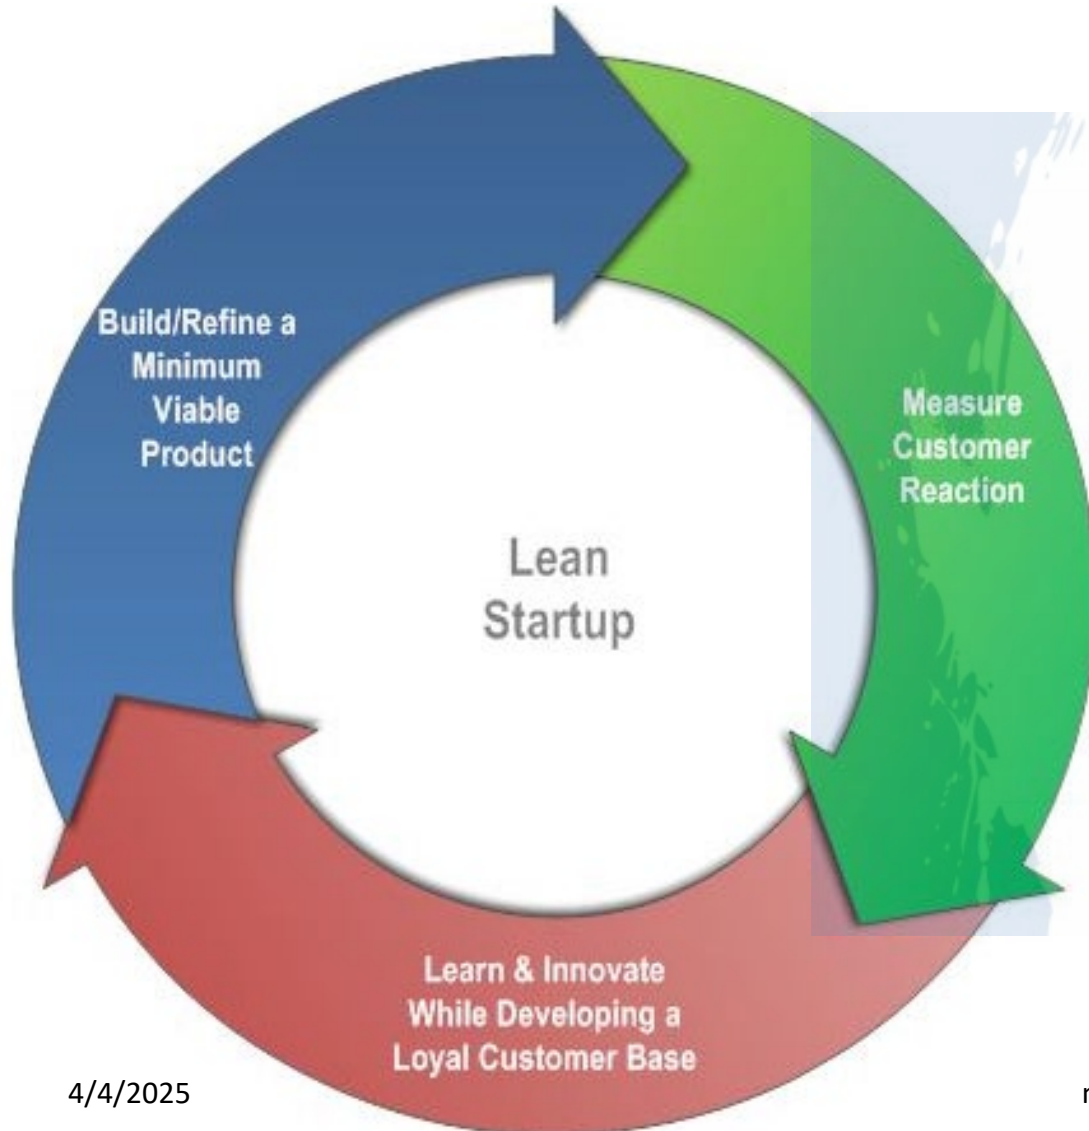 Build/Refine a
Minimum
Viable
Product
Measure
Customer
Reaction
Lean
Startup
Learn & Innovate
While Developing a
Loyal Customer Base
4/4/2025